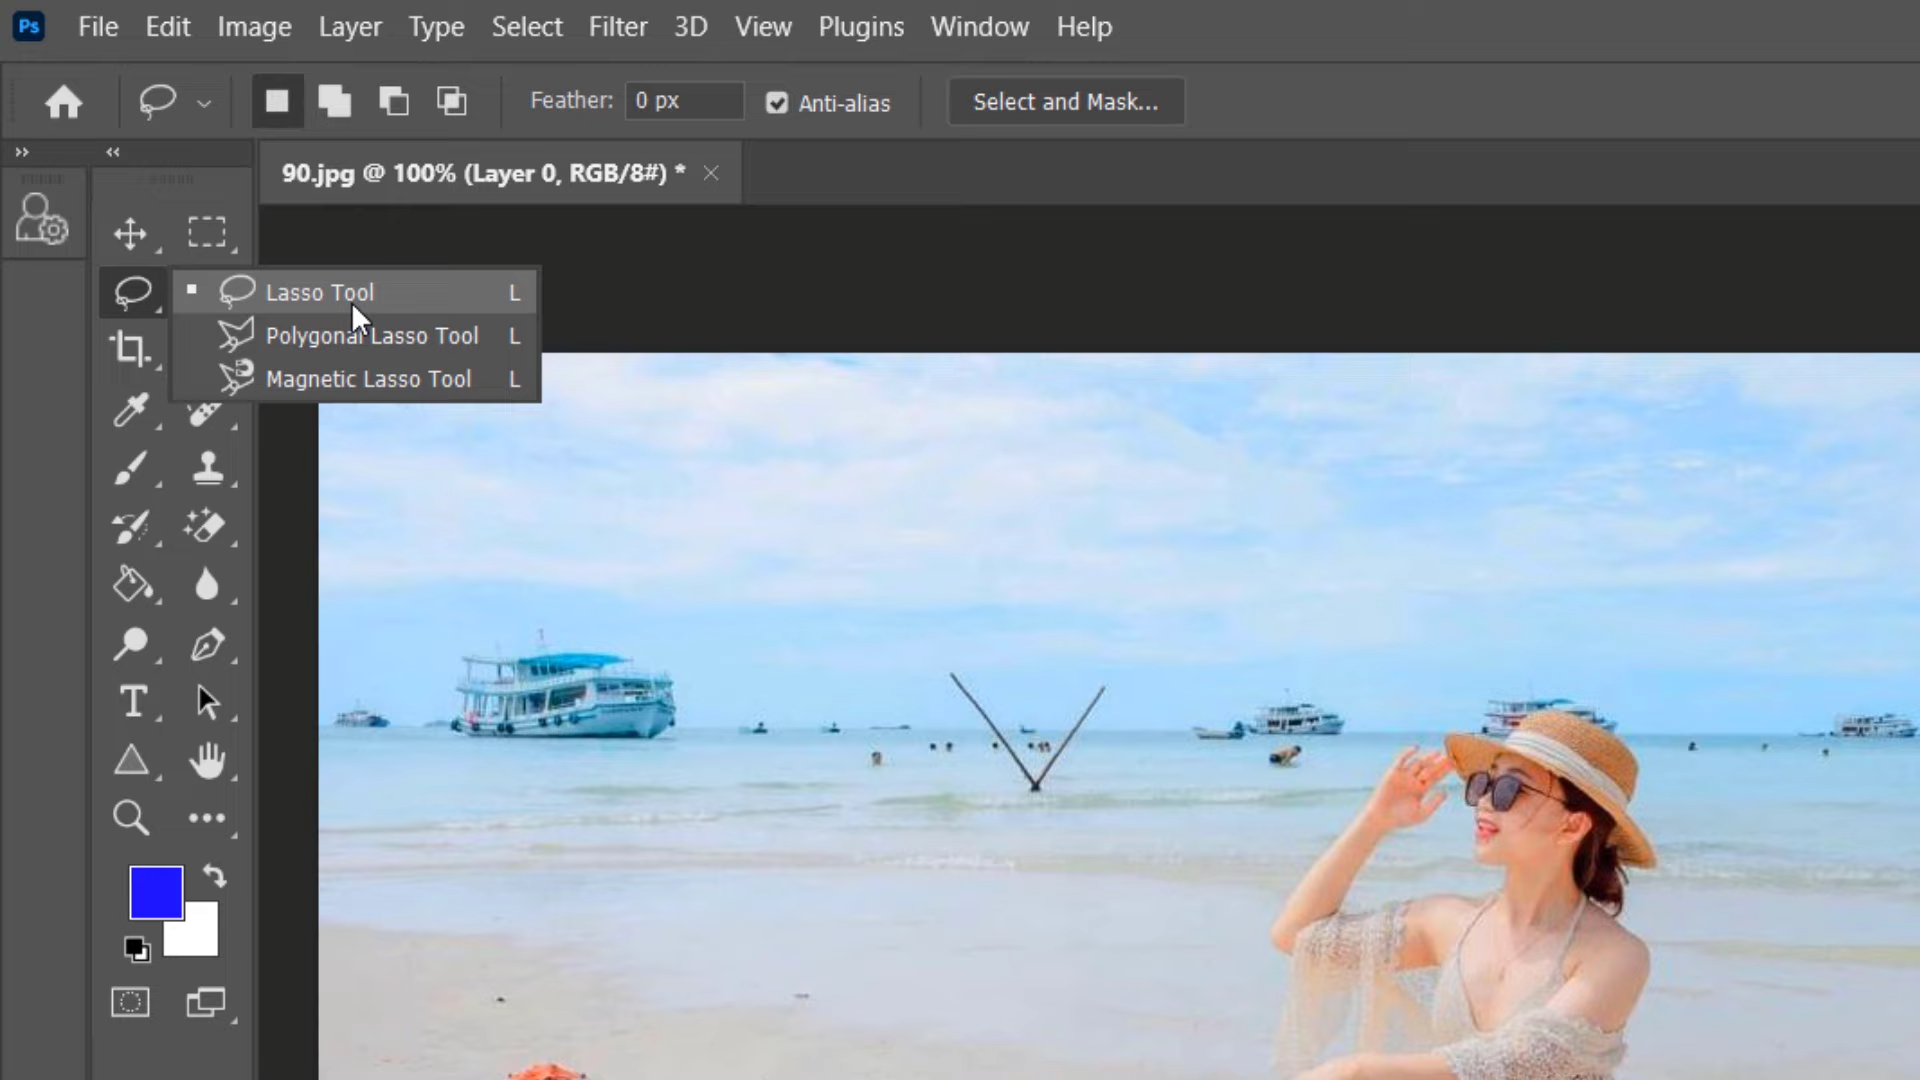 Ps File Edit Image Layer Type Select Filter 3D View Plugins Window Help
Feather: 0 px Anti-alias Select and Mask...
90.jpg @ 100% (Layer 0, RGB/8#) *
Lasso Tool L
Polygonal Lasso Tool L
Magnetic Lasso Tool L